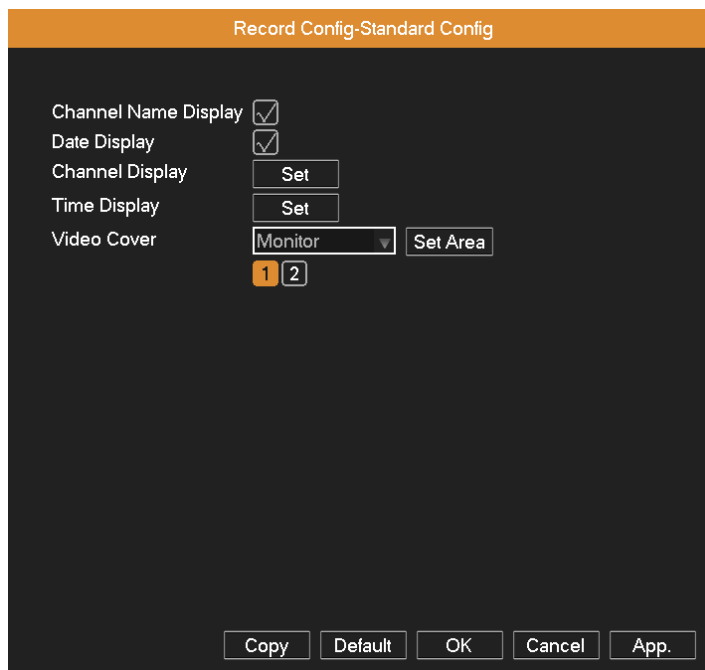 Record Config-Standard Config
Channel Name Display
Date Display
Channel Display Set
Time Display Set
Video Cover Monitor Set Area
1 2
Copy Default OK Cancel App.